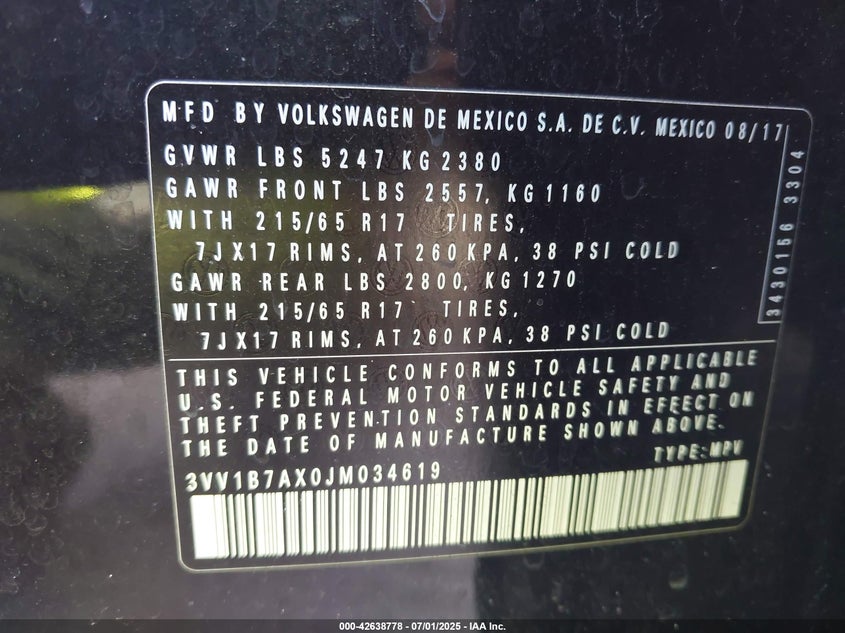 MFD BY VOLKSWAGEN DE MEXICO S.A. DE C.V. MEXICO 08/17
GVWR LBS 5247 KG 2380
GAWR FRONT LBS 2557, KG 1160
WITH 215/65 R17 TIRES,
7JX17 RIMS, AT 260 KPA, 38 PSI COLD
GAWR REAR LBS 2800, KG 1270
WITH 215/65 R17 TIRES,
7JX17 RIMS, AT 260 KPA, 38 PSI COLD
3430156 3304
THIS VEHICLE CONFORMS TO ALL APPLICABLE
U.S. FEDERAL MOTOR VEHICLE SAFETY AND
THEFT PREVENTION STANDARDS IN EFFECT ON
THE DATE OF MANUFACTURE SHOWN ABOVE.
TYPE: MPV
3VV1B7AX0JM034619
000-42638778 - 07/01/2025 - IAA Inc.